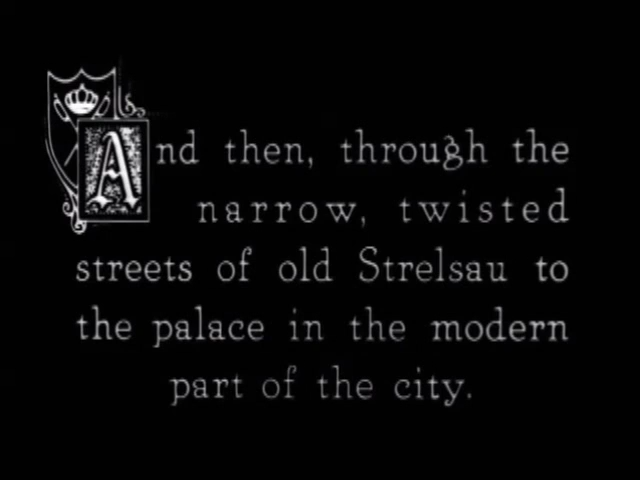 And then, through the
narrow, twisted
streets of old Strelsau to
the palace in the modern
part of the city.